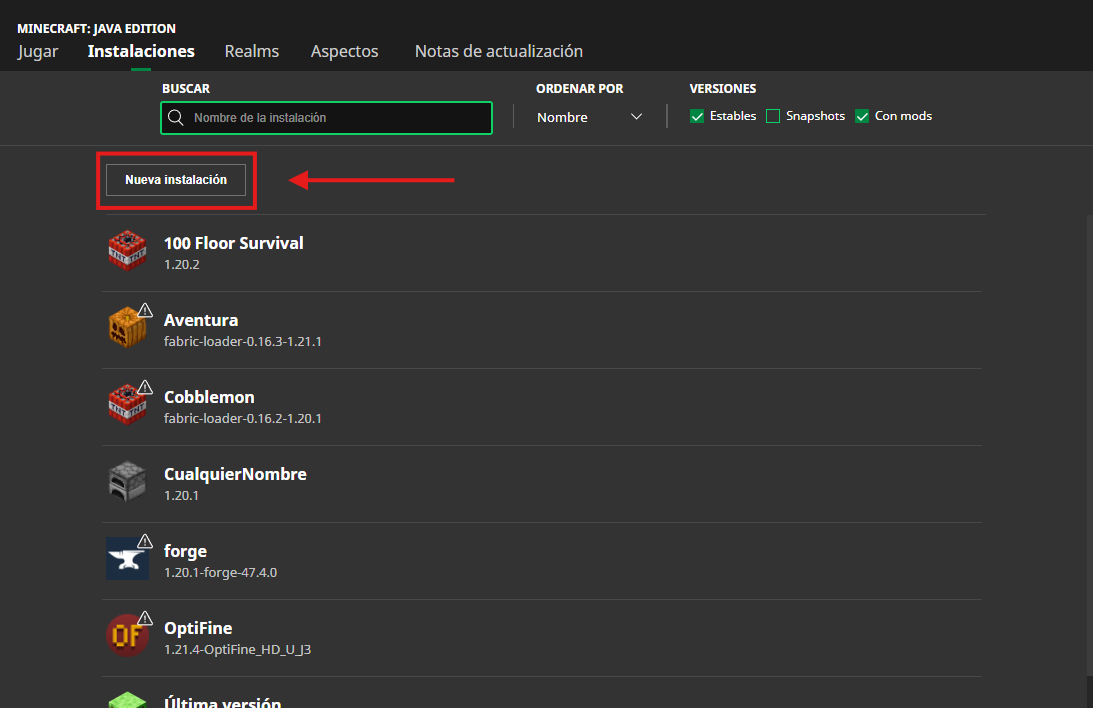 MINECRAFT: JAVA EDITION
Jugar Instalaciones Realms Aspectos Notas de actualización
BUSCAR ORDENAR POR VERSIONES
Nombre de la instalación Nombre Estables Snapshots Con mods
Nueva instalación
100 Floor Survival
1.20.2
Aventura
fabric-loader-0.16.3-1.21.1
Cobblemon
fabric-loader-0.16.2-1.20.1
CualquierNombre
1.20.1
forge
1.20.1-forge-47.4.0
OF OptiFine
1.21.4-OptiFine_HD_U_J3
Última versión